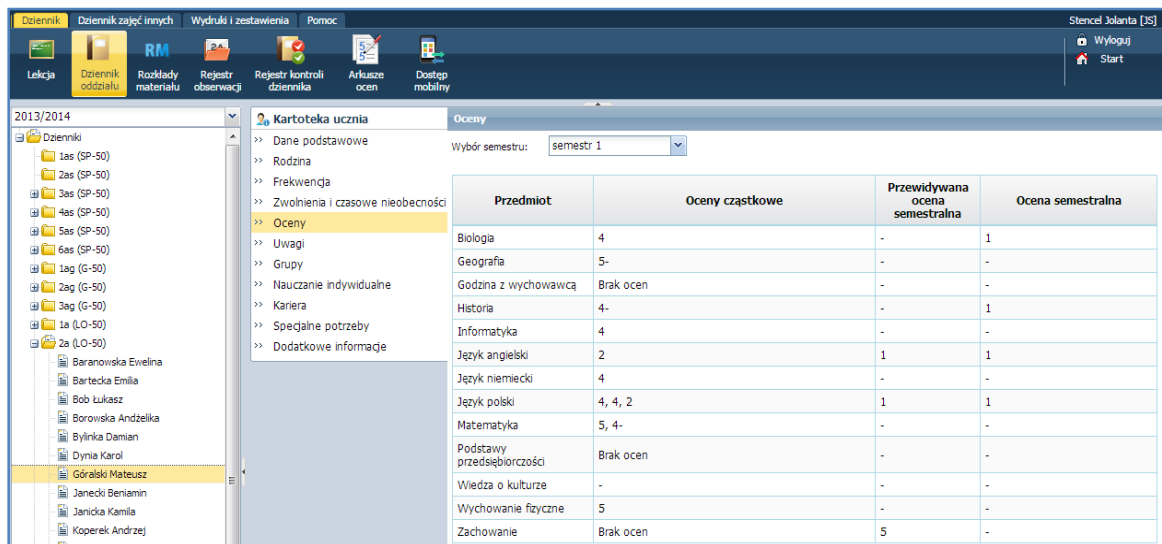 Dziennik Dziennik zajęć innych Wydruki i zestawienia Pomoc Stencel Jolanta [JS]
Wyloguj
Start
Lekcja
Dziennik oddziału
RM
Rozkłady materiału
Rejestr obserwacji
Rejestr kontroli dziennika
Arkusze ocen
Dostęp mobilny
2013/2014
Dzienniki
1as (SP-50)
2as (SP-50)
3as (SP-50)
4as (SP-50)
5as (SP-50)
6as (SP-50)
1ag (G-50)
2ag (G-50)
3ag (G-50)
1a (LO-50)
2a (LO-50)
Baranowska Ewelina
Bartecka Emilia
Bob Łukasz
Borowska Andżelika
Bylinka Damian
Dynia Karol
Góralski Mateusz
Janecki Beniamin
Janicka Kamila
Koperek Andrzej
Kartoteka ucznia
>> Dane podstawowe
>> Rodzina
>> Frekwencja
>> Zwolnienia i czasowe nieobecności
>> Oceny
>> Uwagi
>> Grupy
>> Nauczanie indywidualne
>> Kariera
>> Specjalne potrzeby
>> Dodatkowe informacje
Oceny
Wybór semestru: semestr 1
Przedmiot Oceny cząstkowe Przewidywana ocena semestralna Ocena semestralna
Biologia 4 - 1
Geografia 5- - -
Godzina z wychowawcą Brak ocen - -
Historia 4- - 1
Informatyka 4 - -
Język angielski 2 1 1
Język niemiecki 4 - -
Język polski 4, 4, 2 1 1
Matematyka 5, 4- - -
Podstawy przedsiębiorczości Brak ocen - -
Wiedza o kulturze - - -
Wychowanie fizyczne 5 - -
Zachowanie Brak ocen 5 -